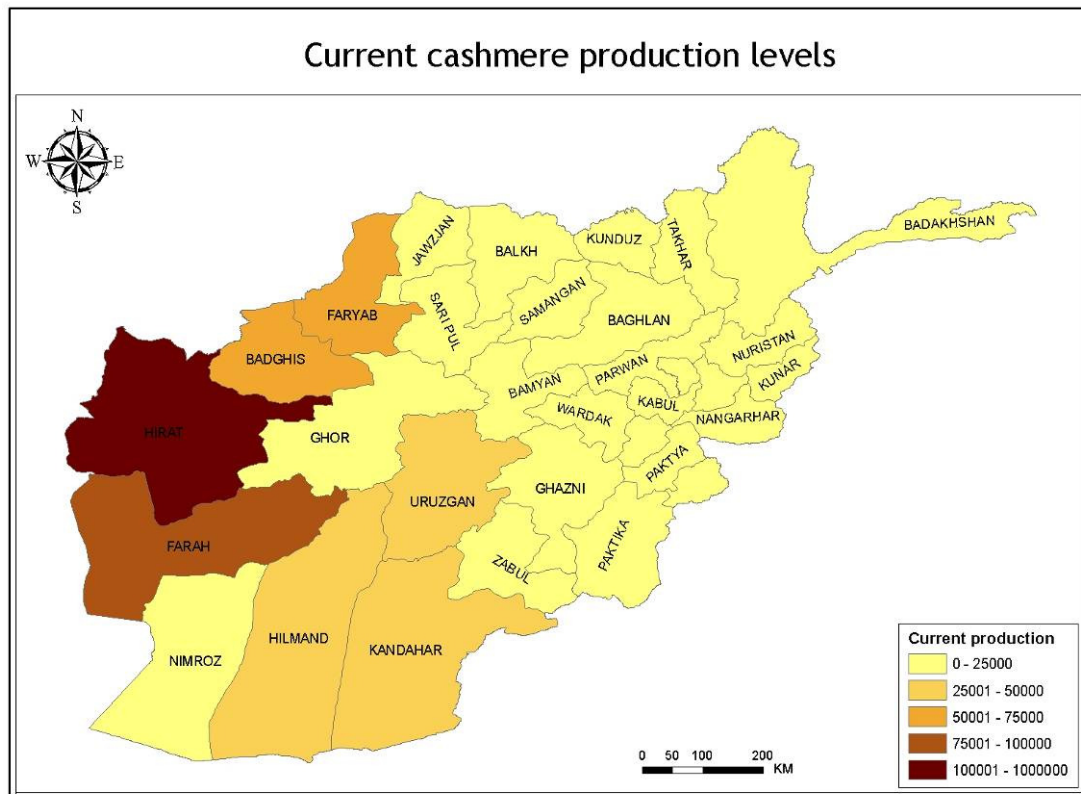 Current cashmere production levels
N
W E
S
BADAKHSHAN
JAWZJAN
BALKH
KUNDUZ
TAKHAR
SARI PUL
SAMANGAN
BAGHLAN
FARYAB
BADGHIS
NURISTAN
KUNAR
PARWAN
BAMYAN
KABUL
WARDAK
NANGARHAR
HIRAT
GHOR
PAKTYA
URUZGAN
GHAZNI
FARAH
ZABUL
PAKTIKA
HILMAND
KANDAHAR
NIMROZ
Current production
0 - 25000
25001 - 50000
50001 - 75000
75001 - 100000
100001 - 1000000
0 50 100 200
KM